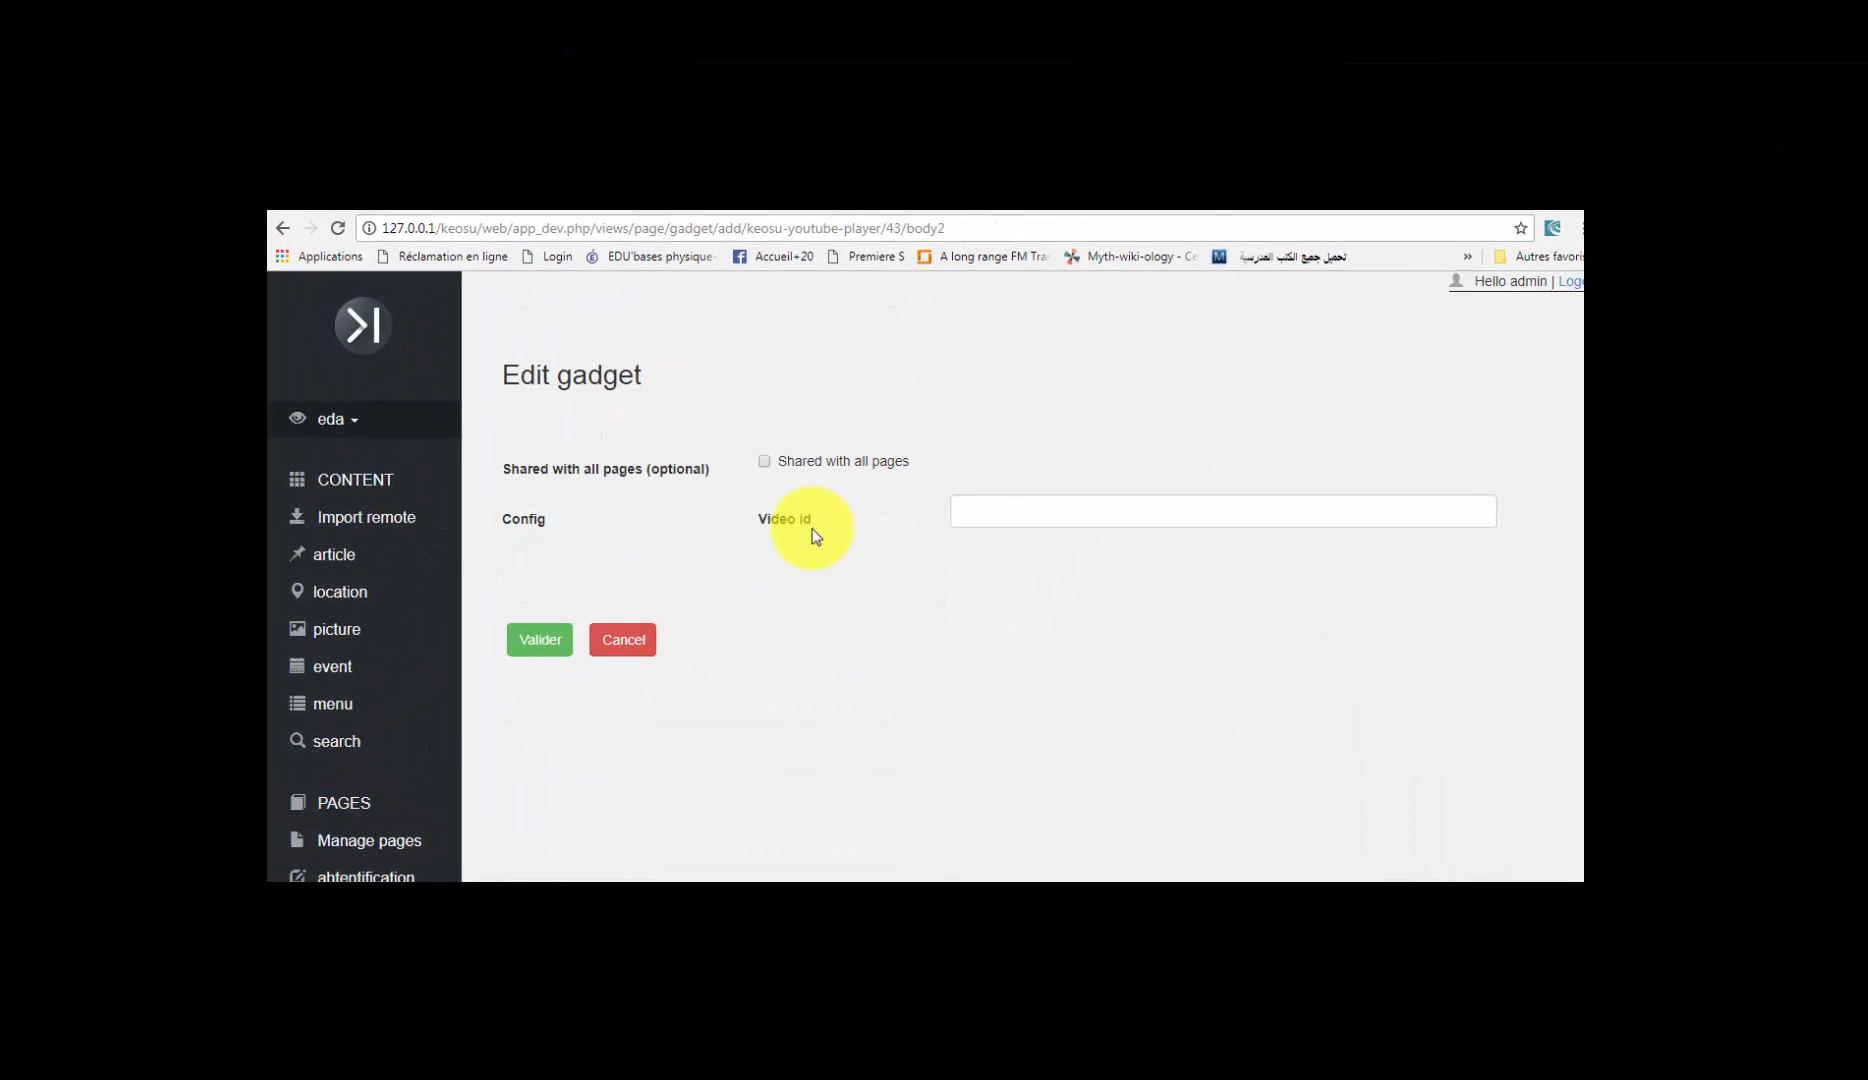 127.0.0.1/keosu/web/app_dev.php/views/page/gadget/add/keosu-youtube-player/43/body2
Applications Réclamation en ligne Login EDU'bases physique- Accueil+20 Premiere S A long range FM Tra Myth-wiki-ology - Ce تحميل جميع الكتب المدرسية » Autres favoris
Hello admin | Logo
Edit gadget
eda
Shared with all pages (optional) Shared with all pages
Config Video id
Valider Cancel
CONTENT
Import remote
article
location
picture
event
menu
search
PAGES
Manage pages
ahtentification